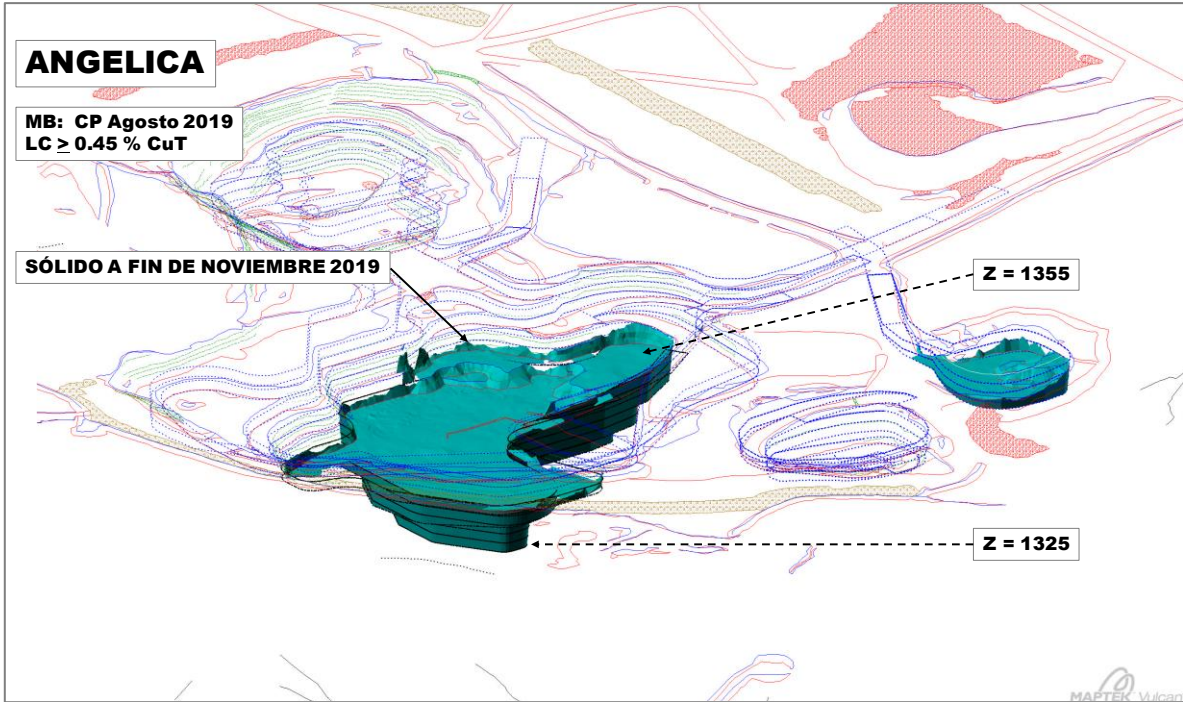 ANGELICA
MB: CP Agosto 2019
LC ≥ 0.45 % CuT
SÓLIDO A FIN DE NOVIEMBRE 2019
Z = 1355
Z = 1325
MAPTEK Vulcan